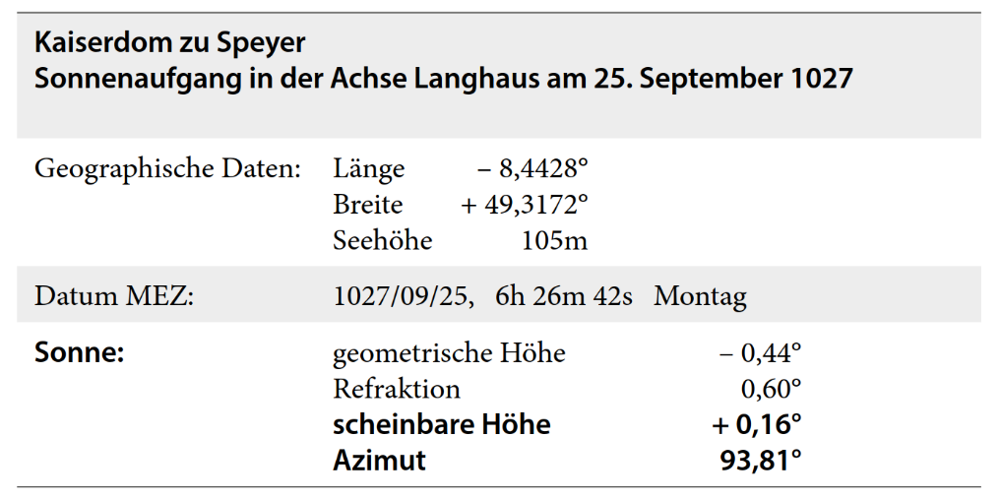 Kaiserdom zu Speyer
Sonnenaufgang in der Achse Langhaus am 25. September 1027
Geographische Daten: Länge – 8,4428°
Breite + 49,3172°
Seehöhe 105m
Datum MEZ: 1027/09/25, 6h 26m 42s Montag
Sonne: geometrische Höhe – 0,44°
Refraktion 0,60°
scheinbare Höhe + 0,16°
Azimut 93,81°